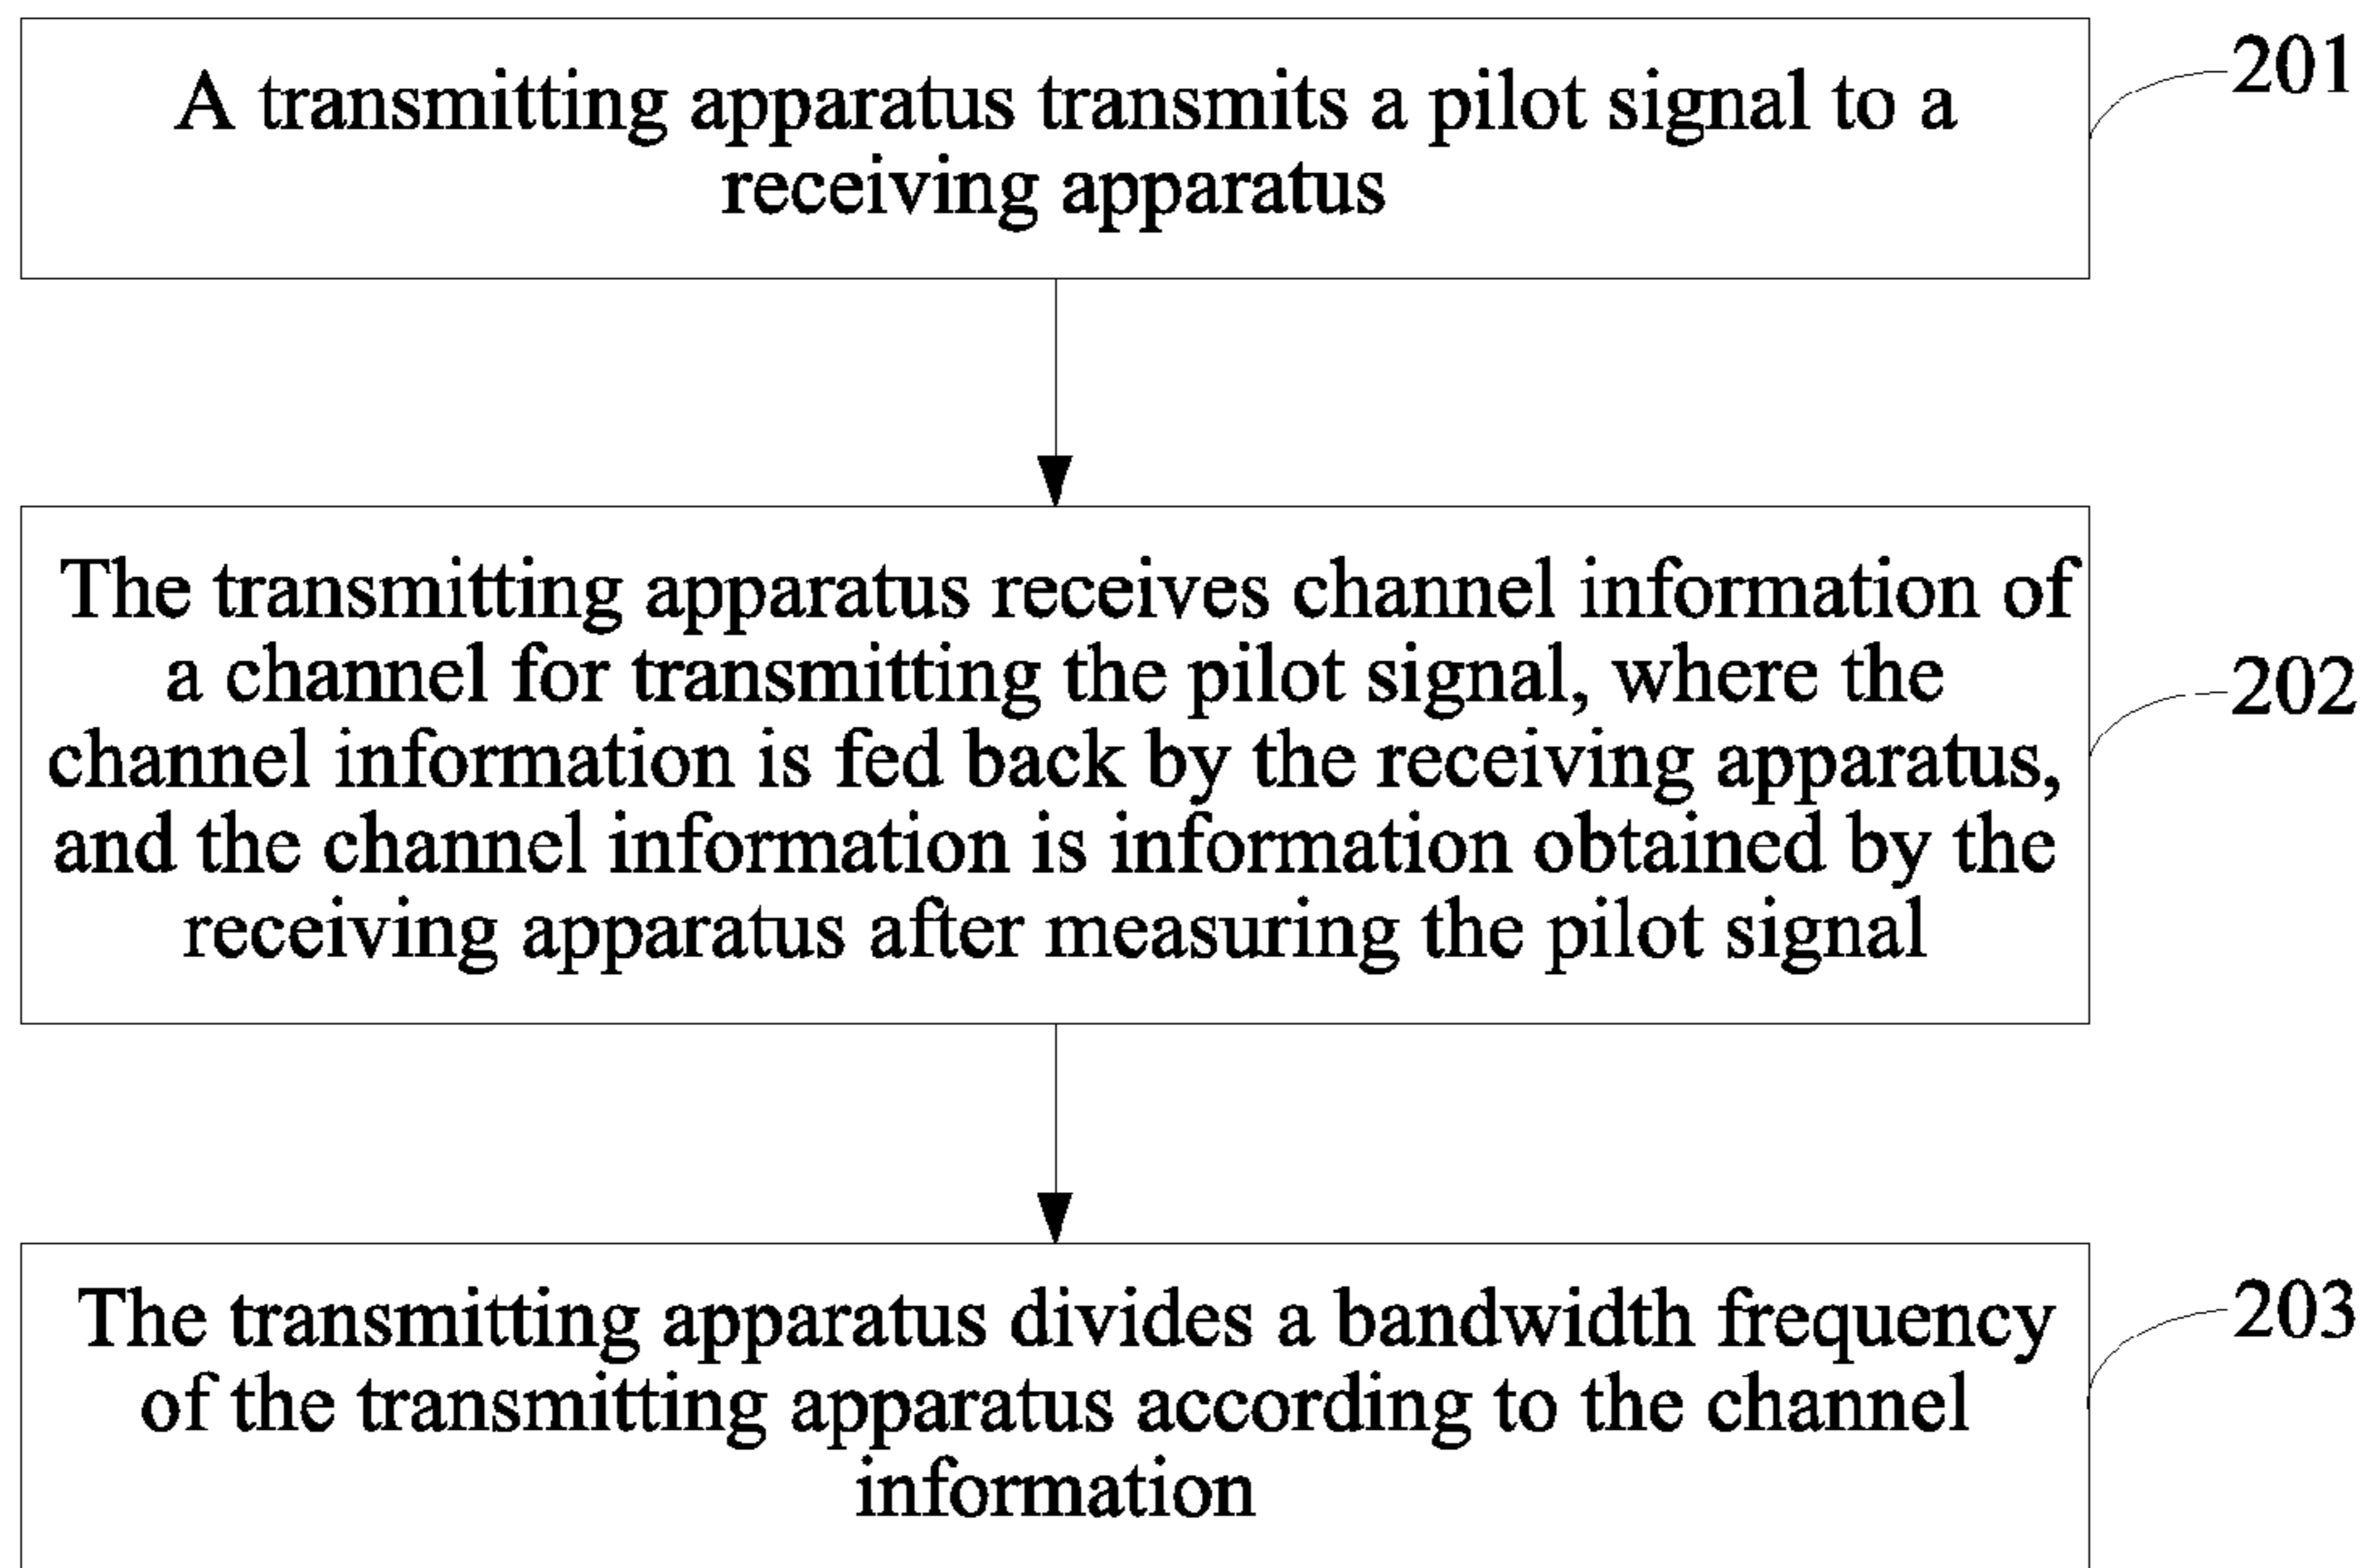 A transmitting apparatus transmits a pilot signal to a
receiving apparatus
201
The transmitting apparatus receives channel information of
a channel for transmitting the pilot signal, where the
channel information is fed back by the receiving apparatus,
and the channel information is information obtained by the
receiving apparatus after measuring the pilot signal
202
The transmitting apparatus divides a bandwidth frequency
of the transmitting apparatus according to the channel
information
203